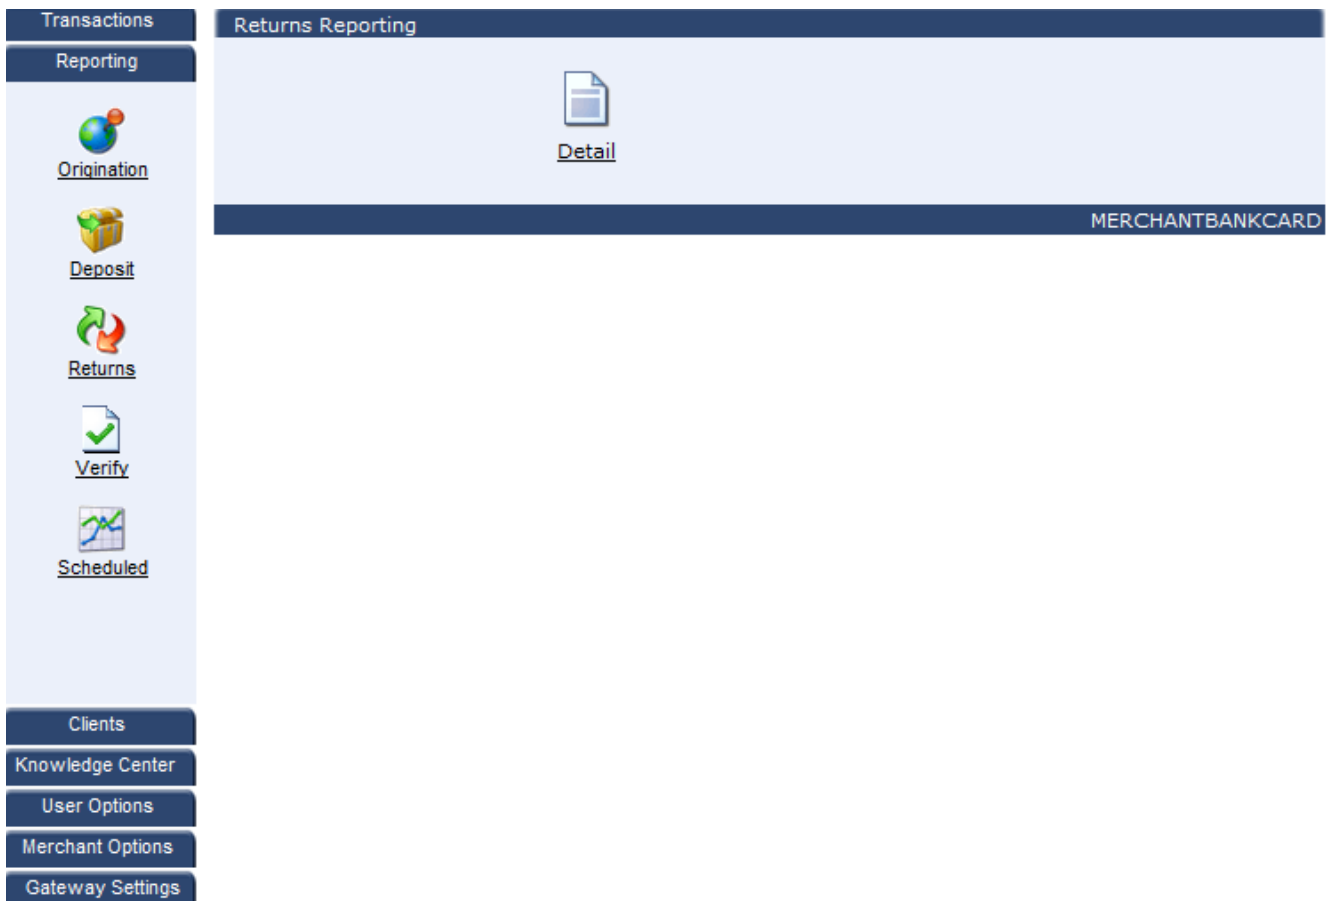 Transactions
Reporting
Origination
Deposit
Returns
Verify
Scheduled
Clients
Knowledge Center
User Options
Merchant Options
Gateway Settings
Returns Reporting
Detail
MERCHANTBANKCARD